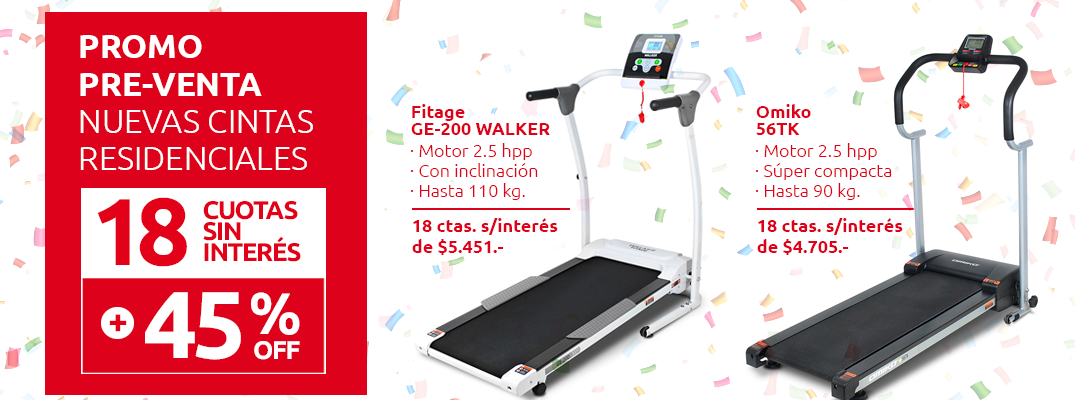 PROMO
PRE-VENTA
NUEVAS CINTAS
RESIDENCIALES
18 CUOTAS
SIN
INTERÉS
+ 45%
OFF
Fitage
GE-200 WALKER
· Motor 2.5 hpp
· Con inclinación
· Hasta 110 kg.
18 ctas. s/interés
de $5.451.-
Omiko
56TK
· Motor 2.5 hpp
· Súper compacta
· Hasta 90 kg.
18 ctas. s/interés
de $4.705.-
WALKER